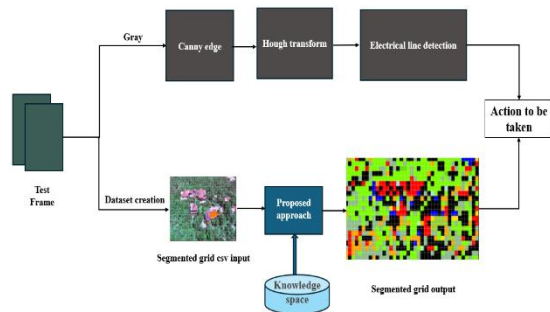 Gray
Canny edge
Hough transform
Electrical line detection
Action to be
taken
Test
Frame
Dataset creation
Proposed
approach
Segmented grid csv input
Knowledge
space
Segmented grid output